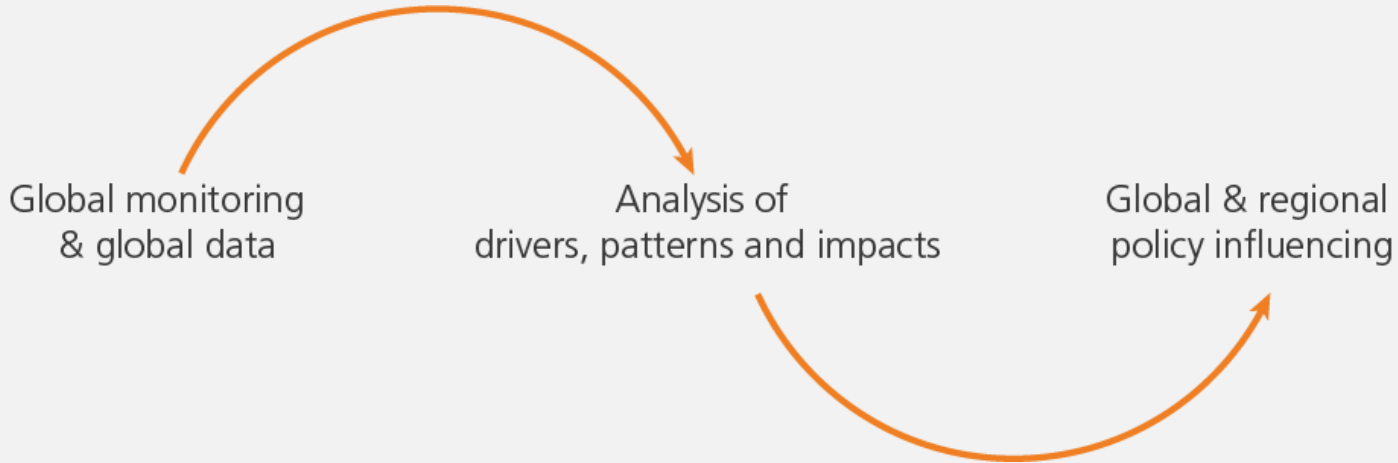 Global monitoring
& global data
Analysis of
drivers, patterns and impacts
Global & regional
policy influencing